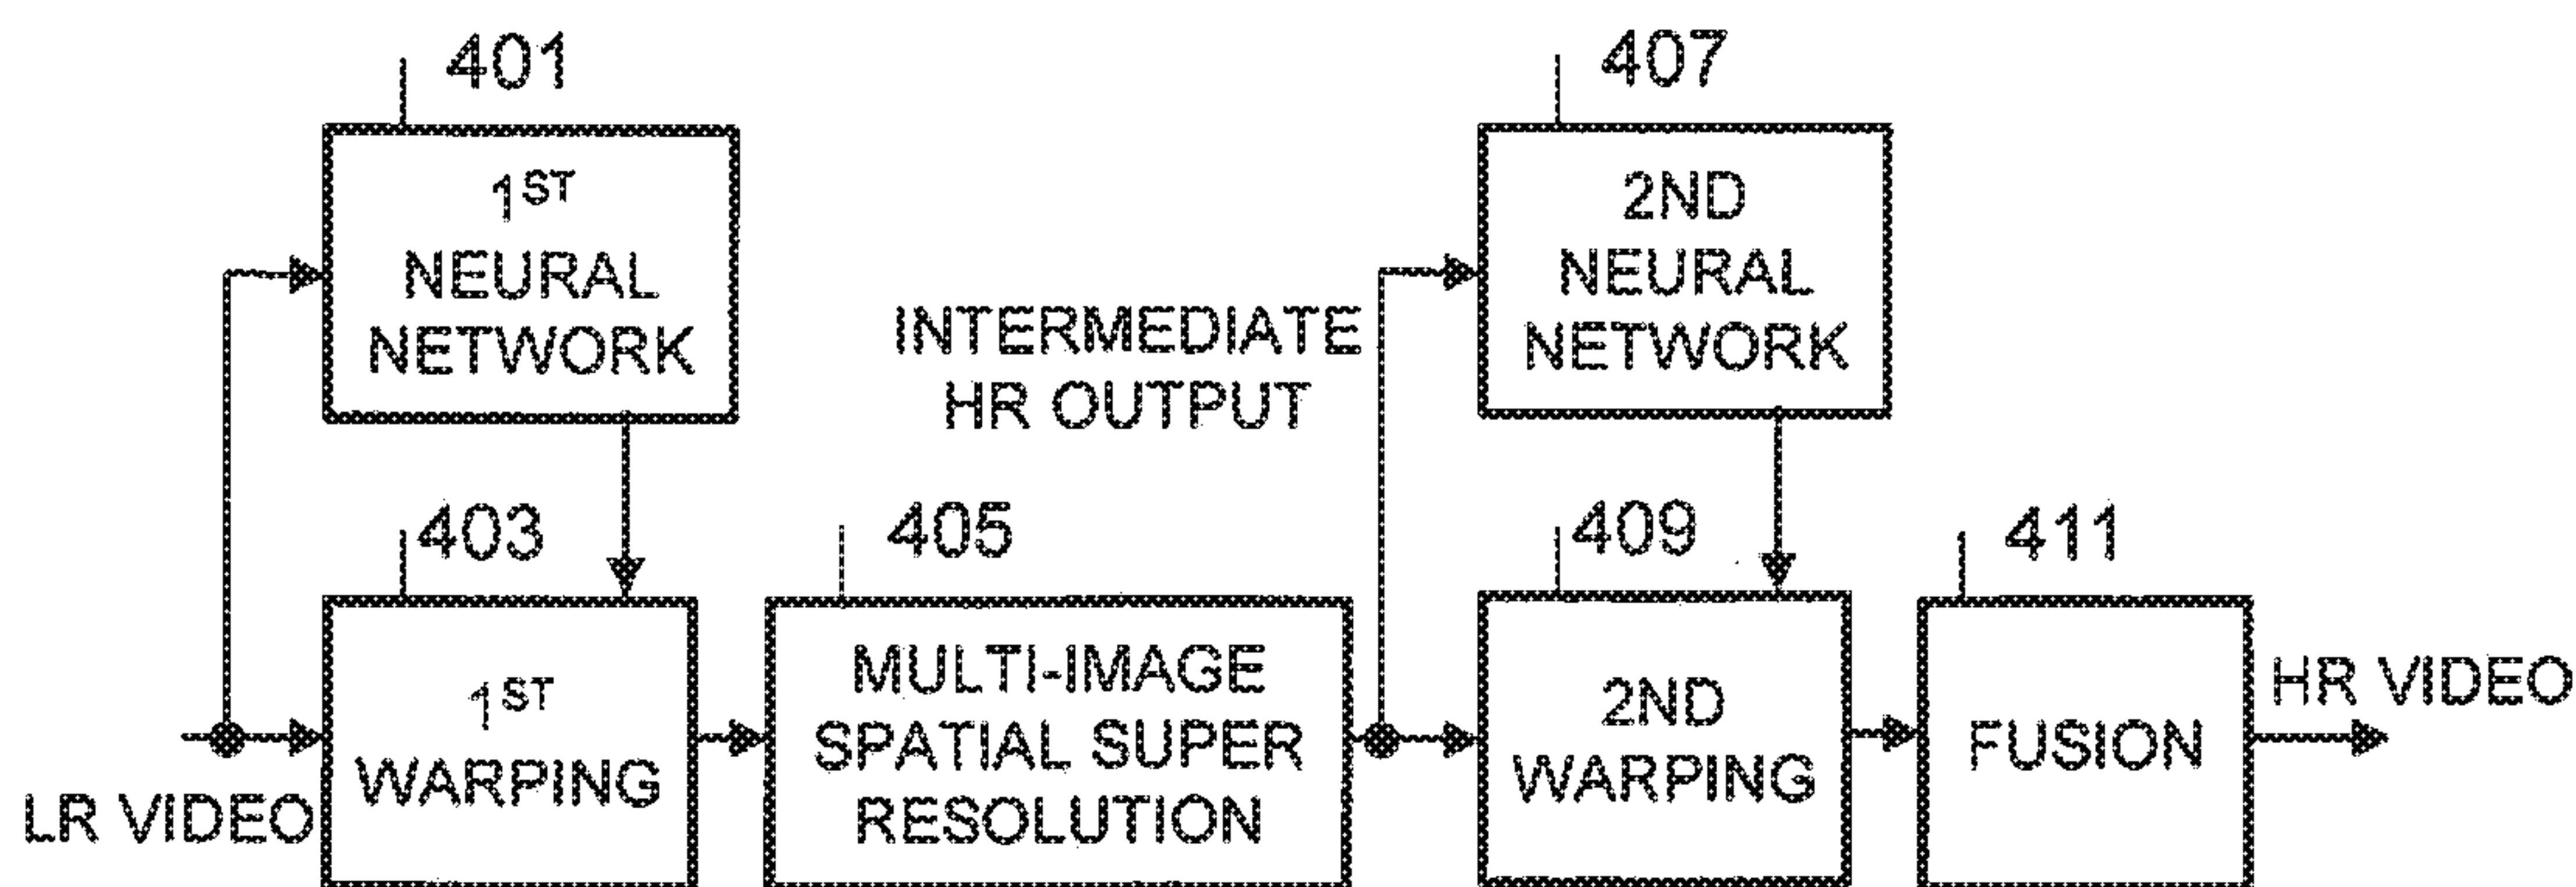 401
1ST
NEURAL
NETWORK
407
2ND
NEURAL
NETWORK
INTERMEDIATE
HR OUTPUT
403
1ST
WARPING
405
MULTI-IMAGE
SPATIAL SUPER
RESOLUTION
409
2ND
WARPING
411
FUSION
LR VIDEO
HR VIDEO